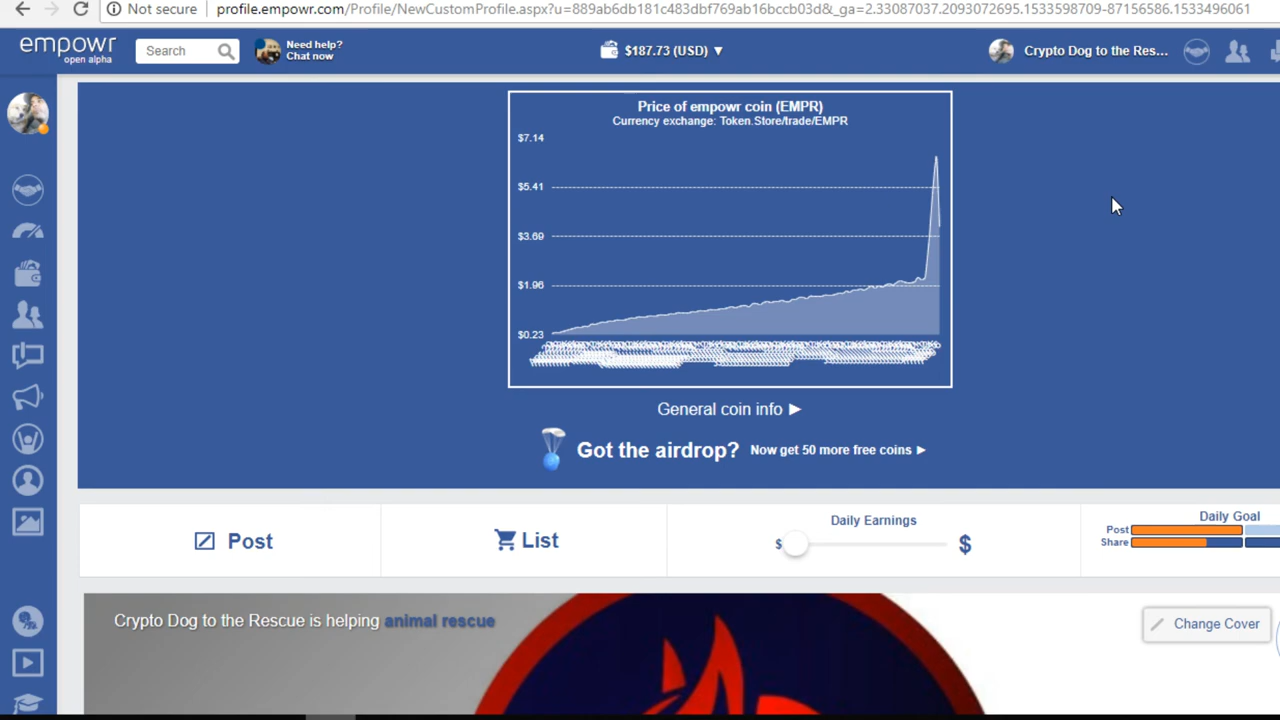 Not secure | profile.empowr.com/Profile/NewCustomProfile.aspx?u=889ab6db181c483dbf769ab16bccb03d&_ga=2.33087037.2093072695.1533598709-87156586.1533496061
empowr
open alpha
Search
Need help?
Chat now
$187.73 (USD) ▼
Crypto Dog to the Res...
Price of empowr coin (EMPR)
Currency exchange: Token.Store/trade/EMPR
$7.14
$5.41
$3.69
$1.96
$0.23
General coin info ►
Got the airdrop? Now get 50 more free coins ►
Post
List
Daily Earnings
$ $
Daily Goal
Post
Share
Crypto Dog to the Rescue is helping animal rescue
Change Cover